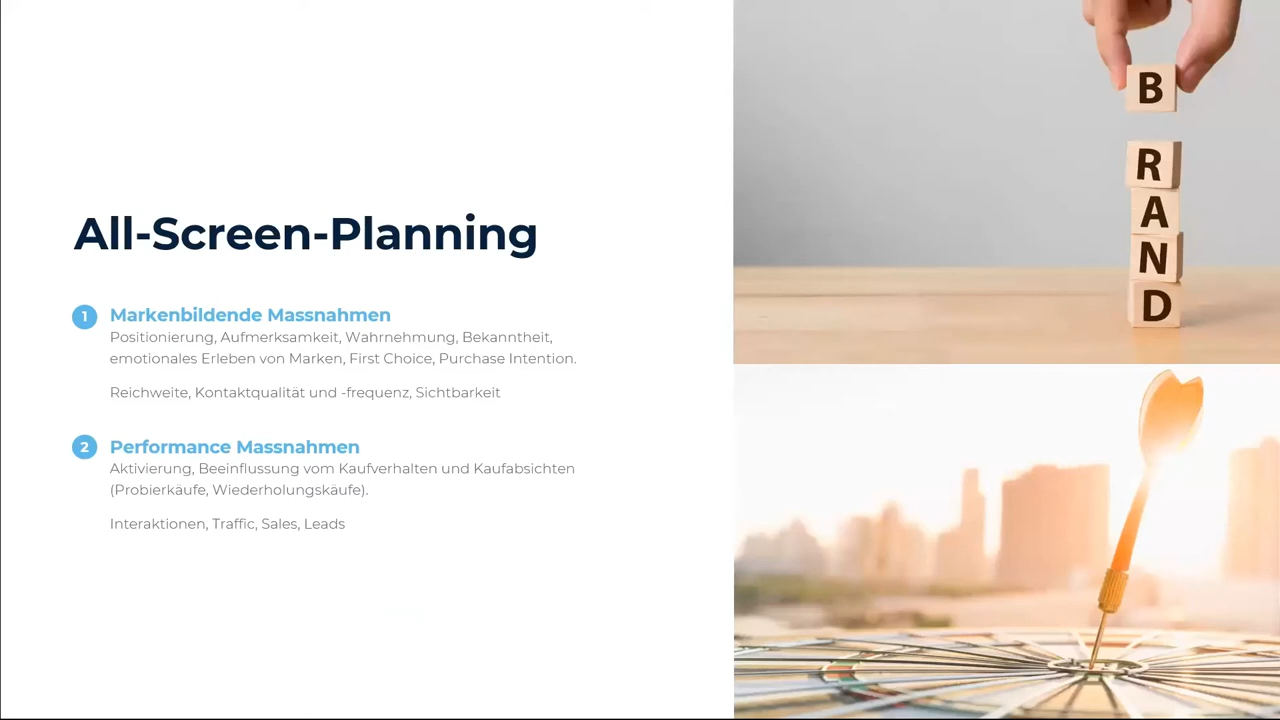 All-Screen-Planning
1 Markenbildende Massnahmen
Positionierung, Aufmerksamkeit, Wahrnehmung, Bekanntheit,
emotionales Erleben von Marken, First Choice, Purchase Intention.
Reichweite, Kontaktqualität und -frequenz, Sichtbarkeit
2 Performance Massnahmen
Aktivierung, Beeinflussung vom Kaufverhalten und Kaufabsichten
(Probierkäufe, Wiederholungskäufe).
Interaktionen, Traffic, Sales, Leads
B
R
A
N
D